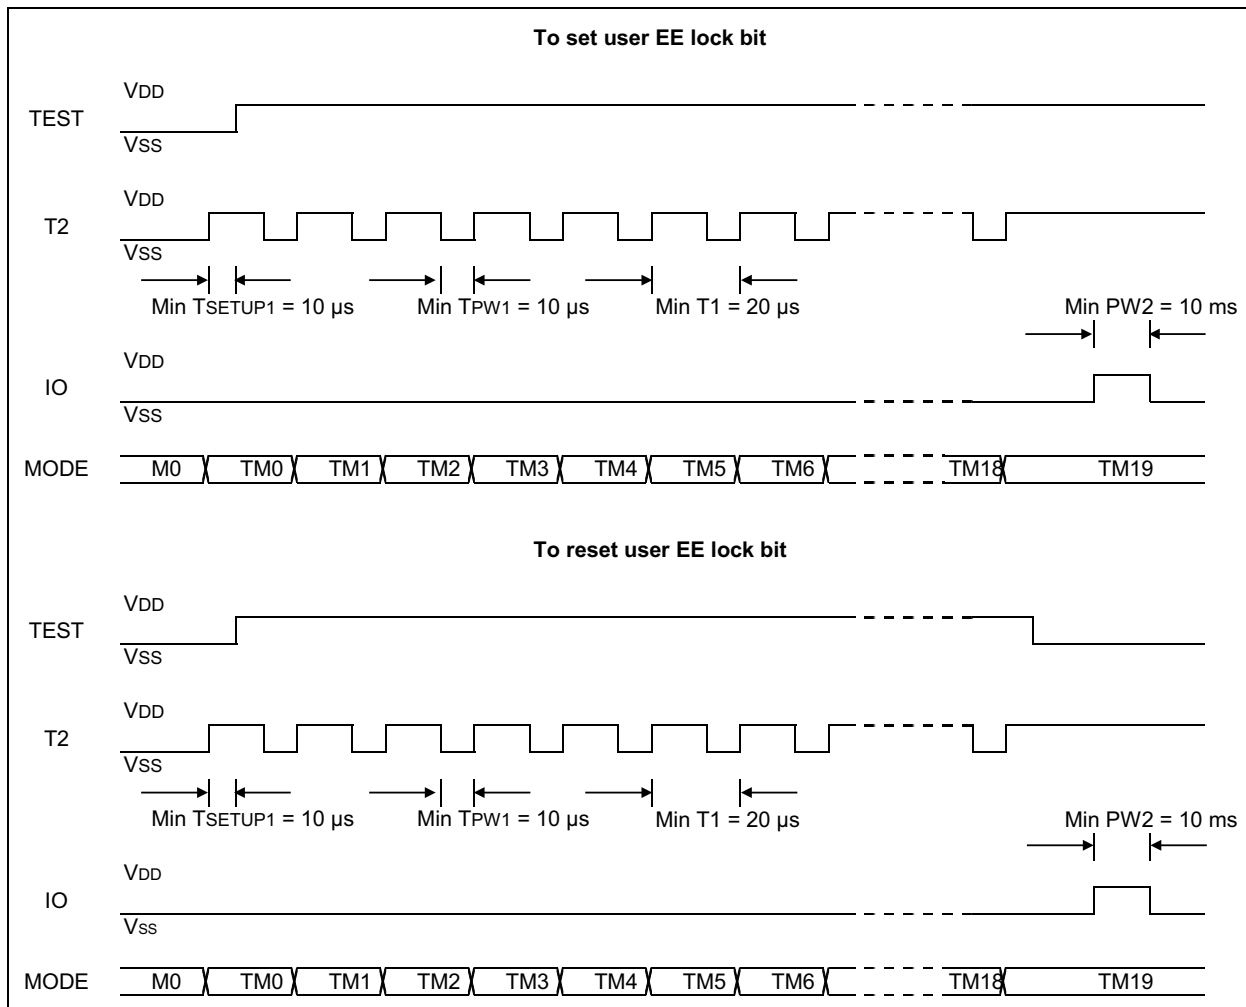 To set user EE lock bit
VDD
TEST
VSS
VDD
T2
VSS
Min TSETUP1 = 10 µs Min TPW1 = 10 µs Min T1 = 20 µs Min PW2 = 10 ms
VDD
IO
VSS
MODE M0 TM0 TM1 TM2 TM3 TM4 TM5 TM6 TM18 TM19
To reset user EE lock bit
VDD
TEST
VSS
VDD
T2
VSS
Min TSETUP1 = 10 µs Min TPW1 = 10 µs Min T1 = 20 µs Min PW2 = 10 ms
VDD
IO
Vss
MODE M0 TM0 TM1 TM2 TM3 TM4 TM5 TM6 TM18 TM19